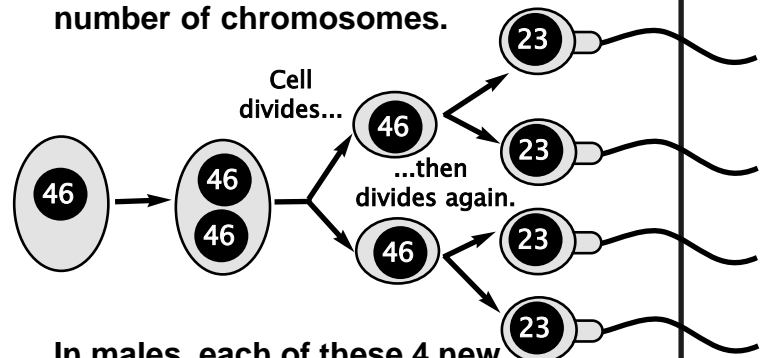 number of chromosomes.
Cell
divides...
...then
divides again.
46
46
46
46
46
23
23
23
23
In males, each of these 4 new